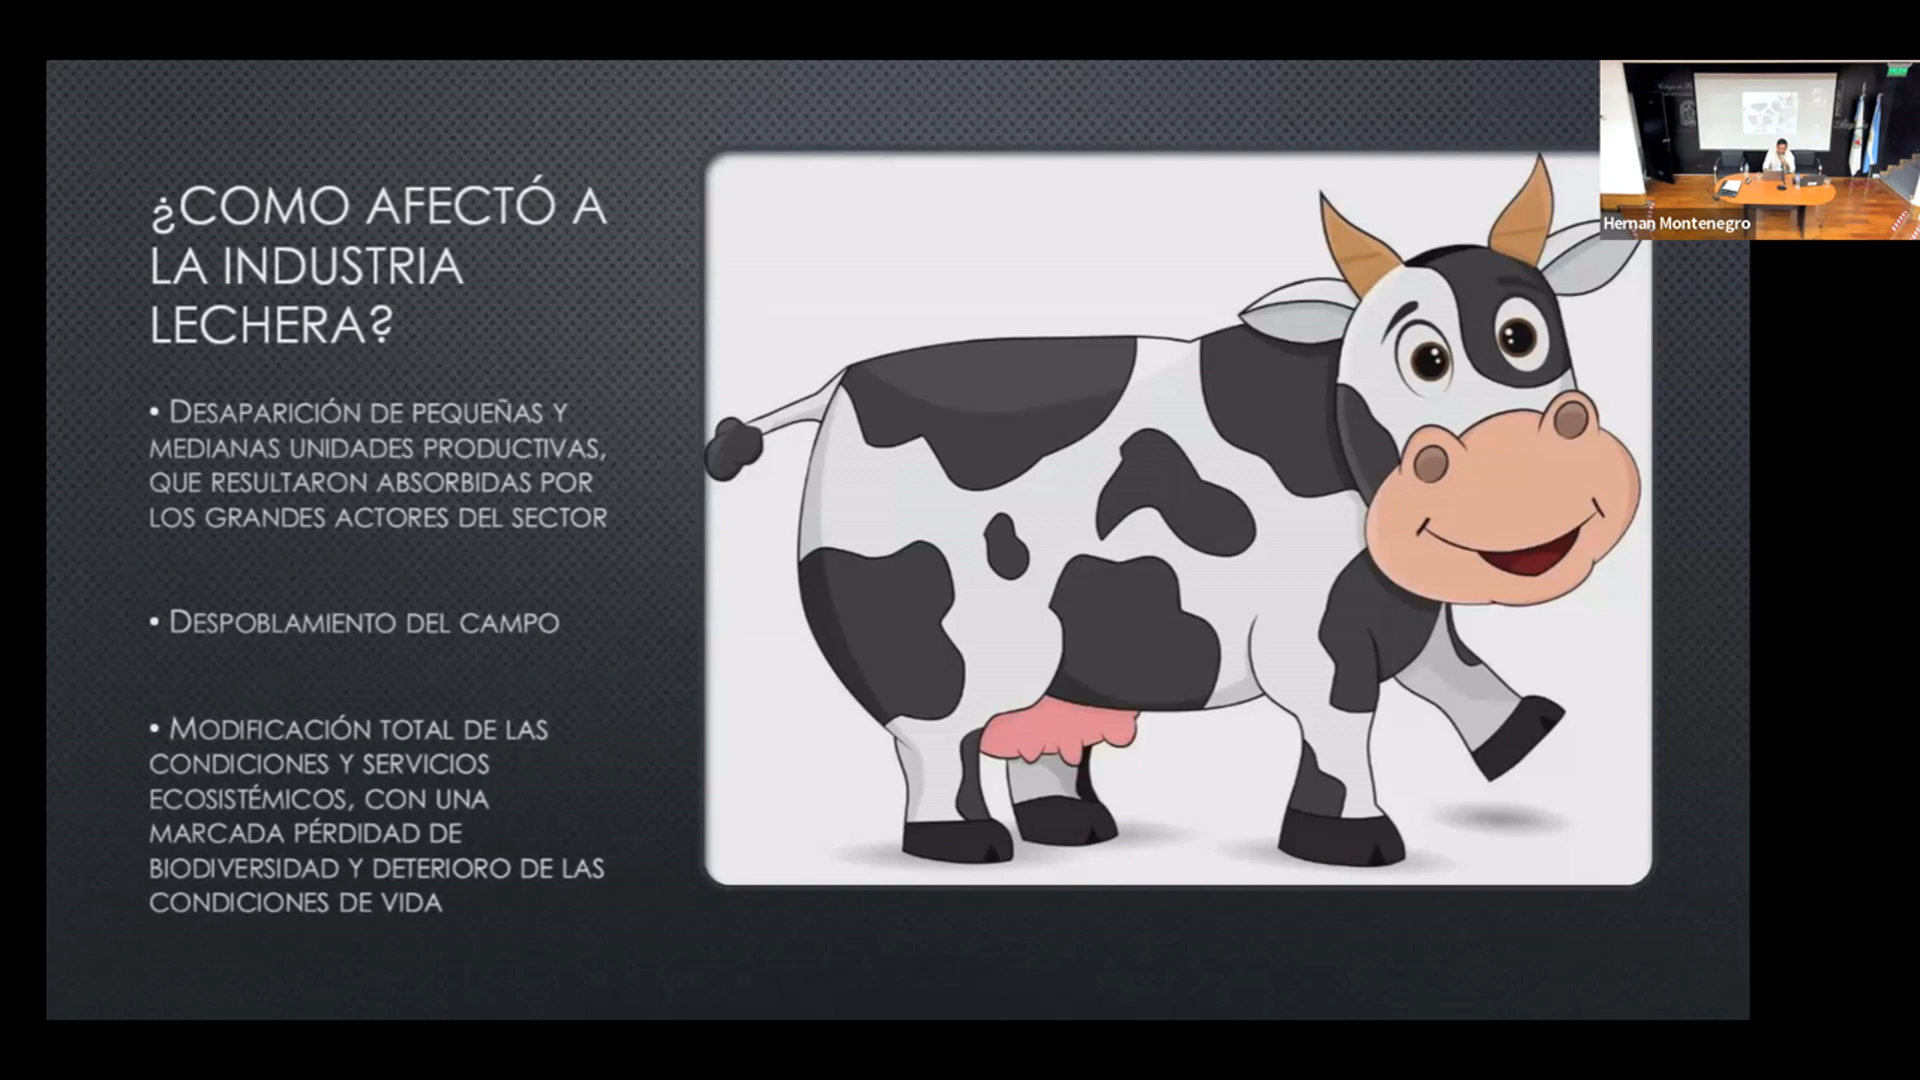 ¿COMO AFECTÓ A
LA INDUSTRIA
LECHERA?
• DESAPARICIÓN DE PEQUEÑAS Y
MEDIANAS UNIDADES PRODUCTIVAS,
QUE RESULTARON ABSORBIDAS POR
LOS GRANDES ACTORES DEL SECTOR
• DESPOBLAMIENTO DEL CAMPO
• MODIFICACIÓN TOTAL DE LAS
CONDICIONES Y SERVICIOS
ECOSISTÉMICOS, CON UNA
MARCADA PÉRDIDAD DE
BIODIVERSIDAD Y DETERIORO DE LAS
CONDICIONES DE VIDA
Hernan Montenegro